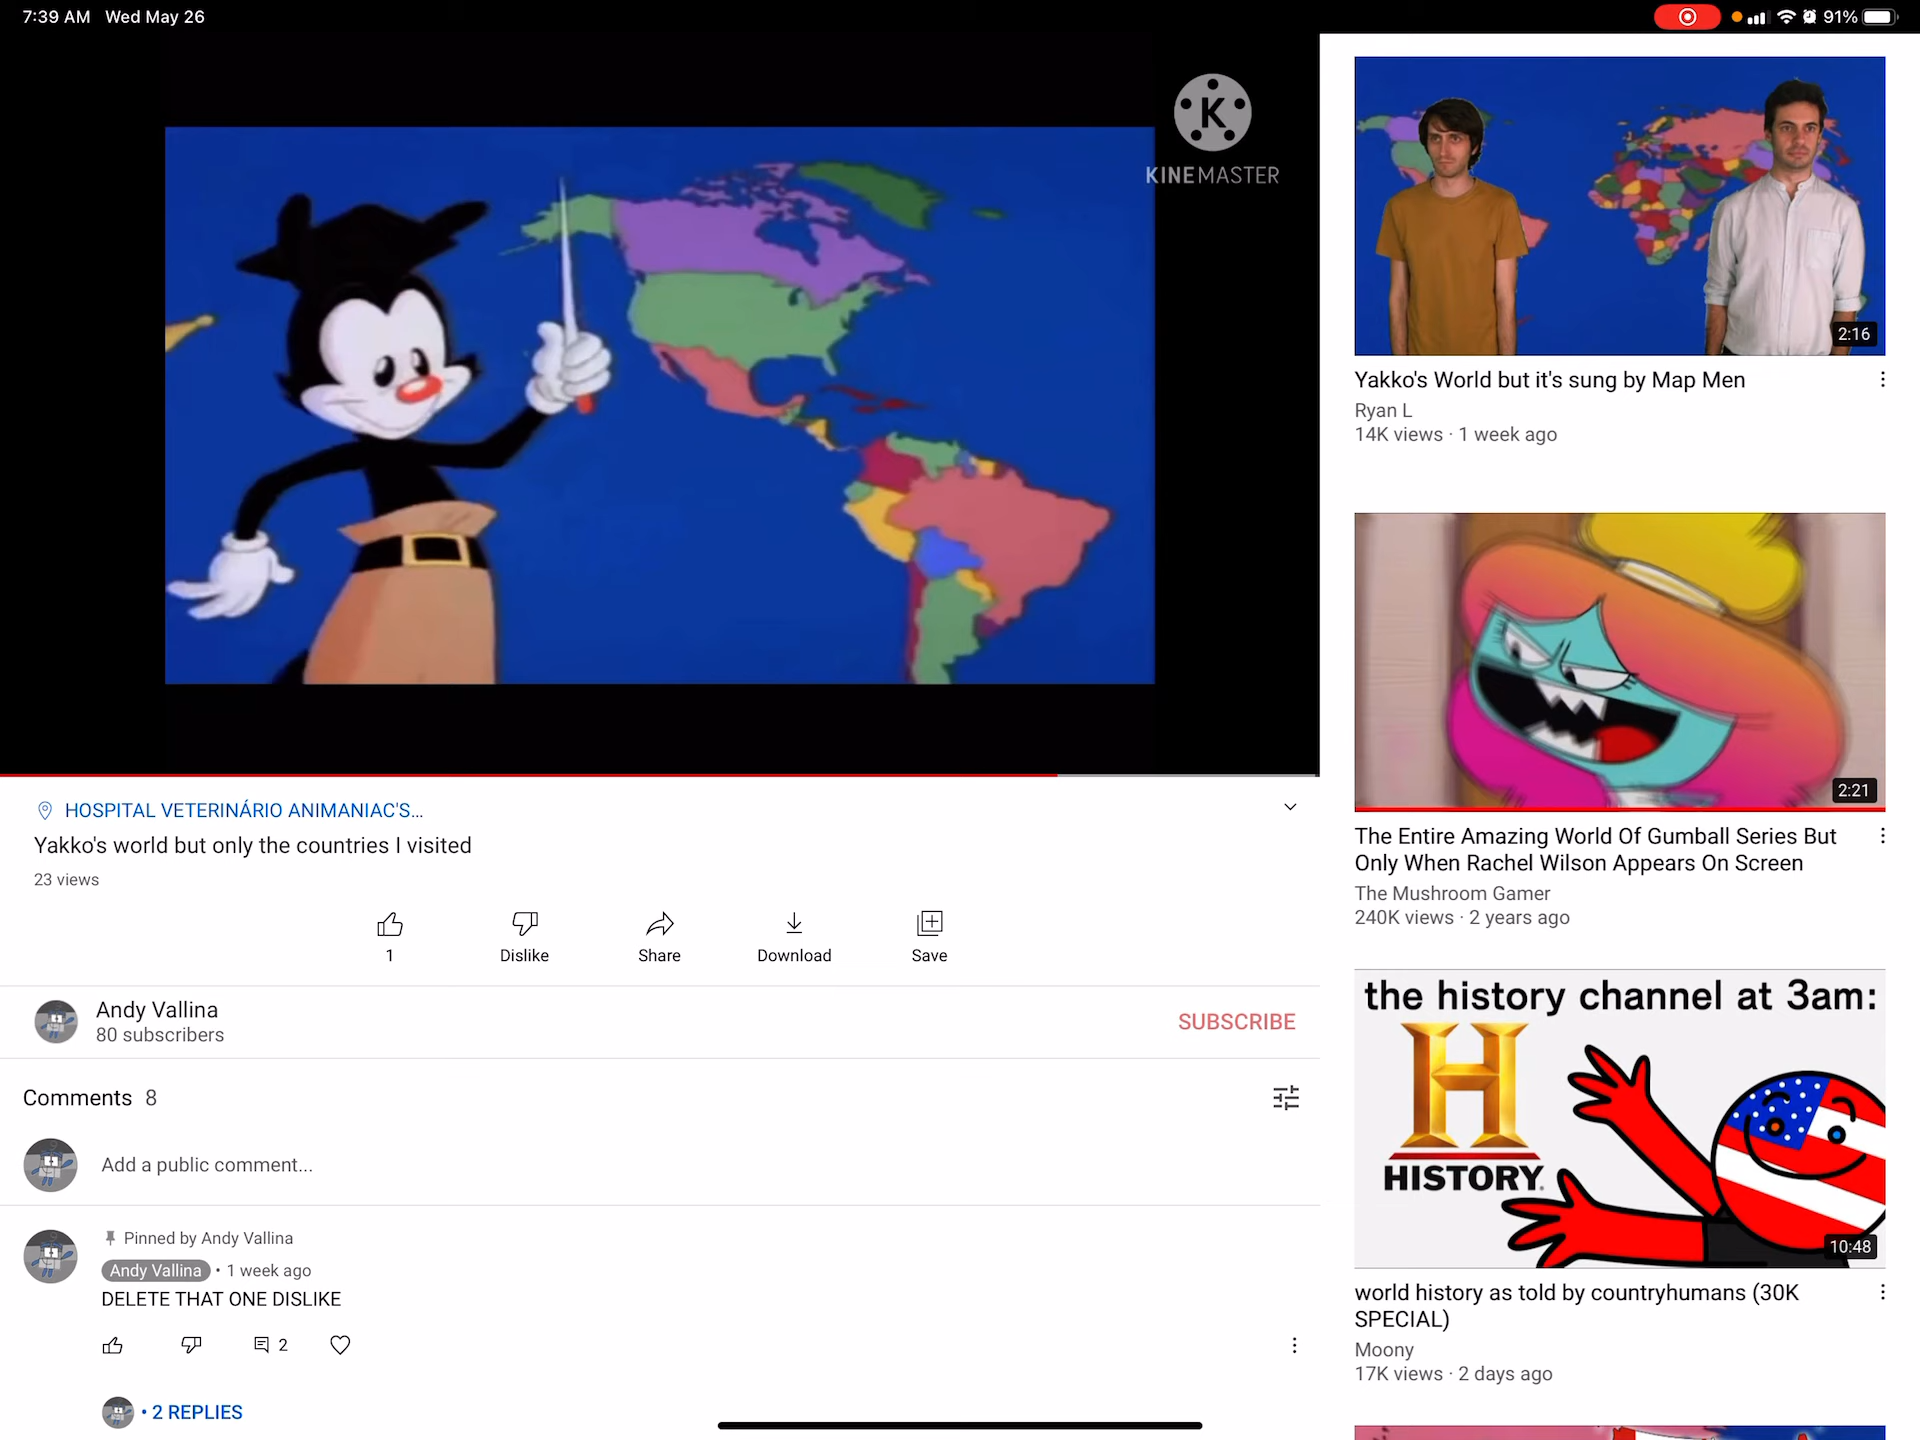 7:39 AM Wed May 26
91%
K
KINEMASTER
HOSPITAL VETERINÁRIO ANIMANIAC'S...
Yakko's world but only the countries I visited
23 views
1
Dislike
Share
Download
Save
Andy Vallina
80 subscribers
SUBSCRIBE
Comments 8
Add a public comment...
Pinned by Andy Vallina
Andy Vallina • 1 week ago
DELETE THAT ONE DISLIKE
2
• 2 REPLIES
2:16
Yakko's World but it's sung by Map Men
Ryan L
14K views · 1 week ago
2:21
The Entire Amazing World Of Gumball Series But
Only When Rachel Wilson Appears On Screen
The Mushroom Gamer
240K views · 2 years ago
the history channel at 3am:
H
HISTORY.
10:48
world history as told by countryhumans (30K
SPECIAL)
Moony
17K views · 2 days ago